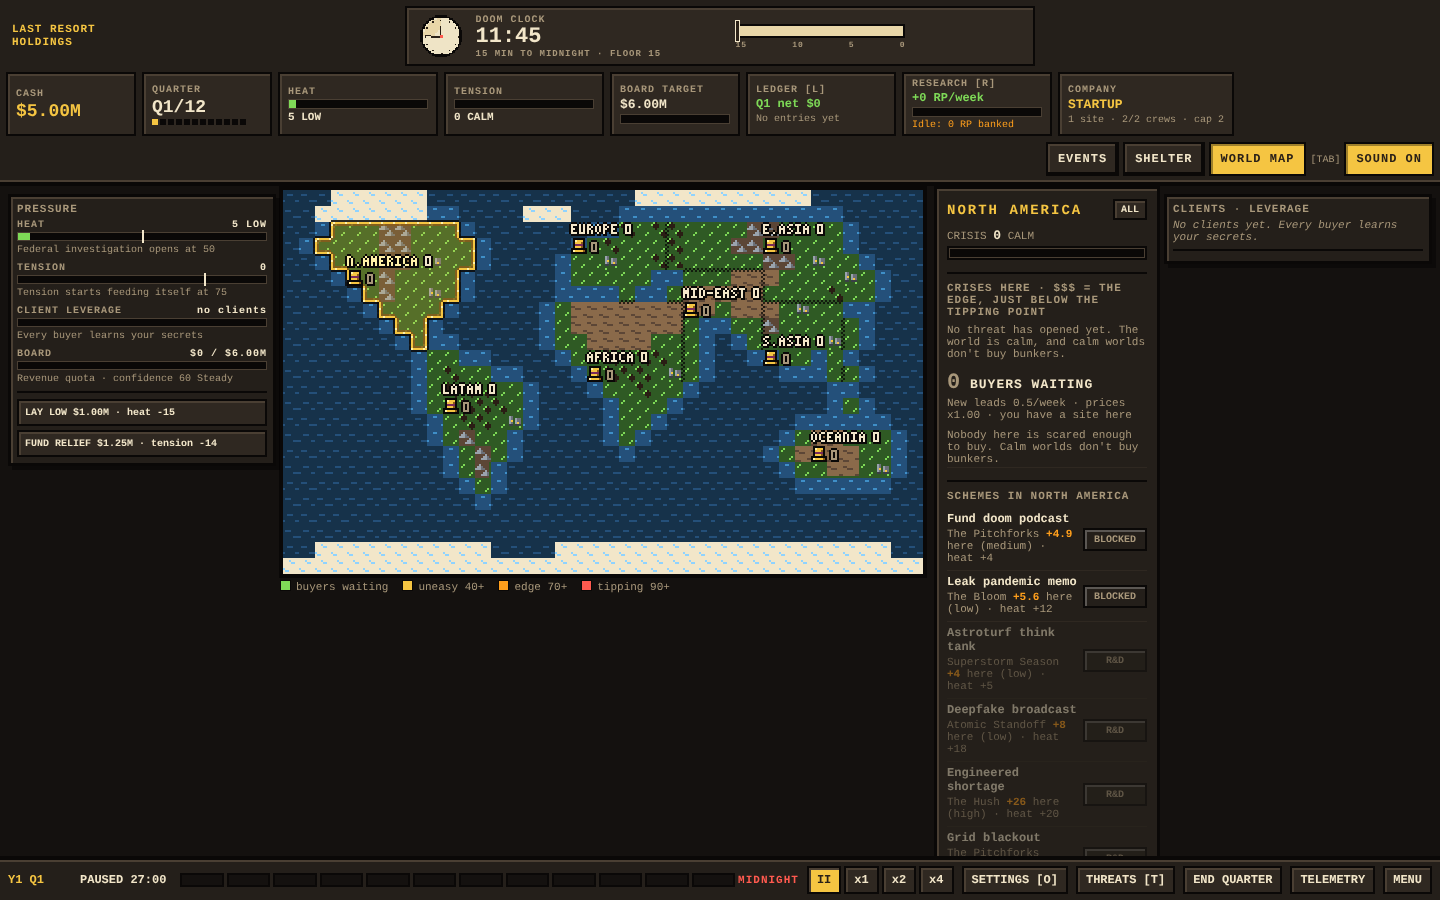 LAST RESORT
HOLDINGS
DOOM CLOCK
11:45
15 MIN TO MIDNIGHT · FLOOR 15
15 10 5 0
CASH
$5.00M
QUARTER
Q1/12
HEAT
5 LOW
TENSION
0 CALM
BOARD TARGET
$6.00M
LEDGER [L]
Q1 net $0
No entries yet
RESEARCH [R]
+0 RP/week
Idle: 0 RP banked
COMPANY
STARTUP
1 site · 2/2 crews · cap 2
EVENTS
SHELTER
WORLD MAP
[TAB]
SOUND ON
PRESSURE
HEAT 5 LOW
Federal investigation opens at 50
TENSION 0
Tension starts feeding itself at 75
CLIENT LEVERAGE no clients
Every buyer learns your secrets
BOARD $0 / $6.00M
Revenue quota · confidence 60 Steady
LAY LOW $1.00M · heat -15
FUND RELIEF $1.25M · tension -14
EUROPE 0
0
E.ASIA 0
0
N.AMERICA 0
0
MID-EAST 0
0
S.ASIA 0
0
AFRICA 0
0
LATAM 0
0
OCEANIA 0
0
buyers waiting
uneasy 40+
edge 70+
tipping 90+
NORTH AMERICA
ALL
CRISIS 0 CALM
CRISES HERE · $$$ = THE
EDGE, JUST BELOW THE
TIPPING POINT
No threat has opened yet. The
world is calm, and calm worlds
don't buy bunkers.
0 BUYERS WAITING
New leads 0.5/week · prices
x1.00 · you have a site here
Nobody here is scared enough
to buy. Calm worlds don't buy
bunkers.
SCHEMES IN NORTH AMERICA
Fund doom podcast
The Pitchforks +4.9
here (medium) ·
heat +4
BLOCKED
Leak pandemic memo
The Bloom +5.6 here
(low) · heat +12
BLOCKED
Astroturf think
tank
Superstorm Season
+4 here (low) ·
heat +5
R&D
Deepfake broadcast
Atomic Standoff +8
here (low) · heat
+18
R&D
Engineered
shortage
The Hush +26 here
(high) · heat +20
R&D
Grid blackout
The Pitchforks
CLIENTS · LEVERAGE
No clients yet. Every buyer learns
your secrets.
Y1 Q1
PAUSED 27:00
MIDNIGHT
II
x1
x2
x4
SETTINGS [O]
THREATS [T]
END QUARTER
TELEMETRY
MENU